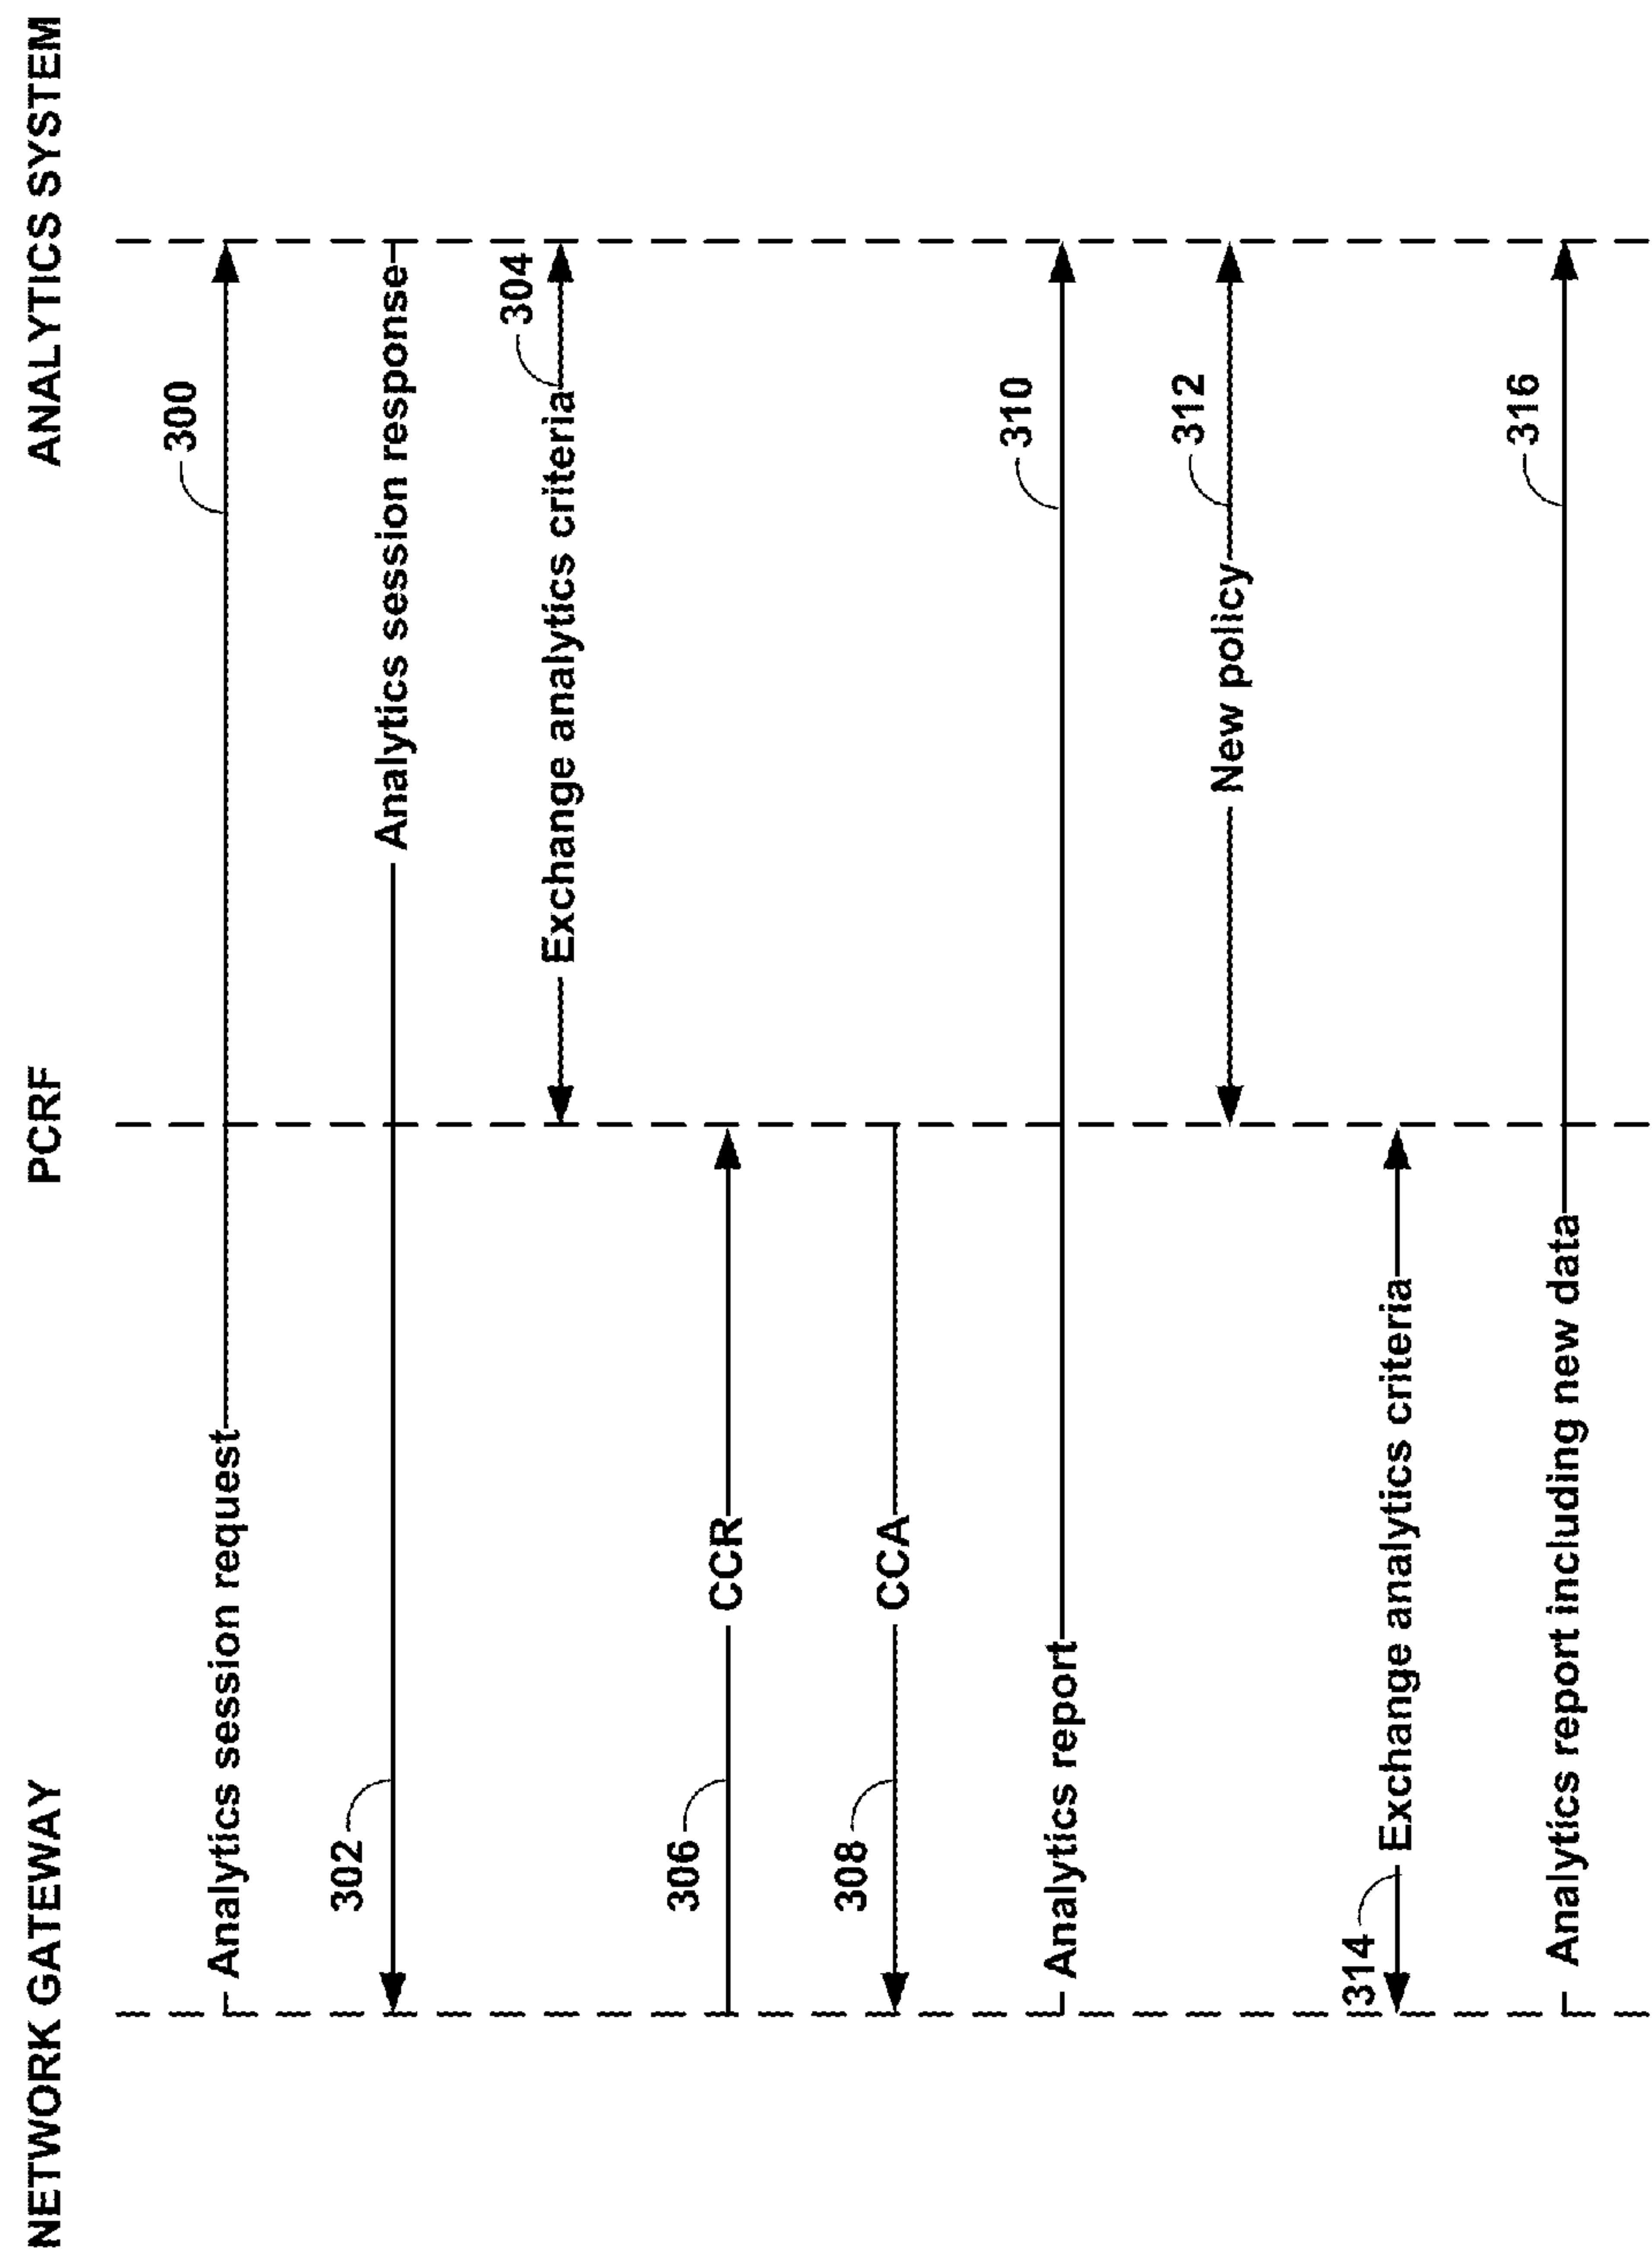 NETWORK GATEWAY
PCRF
ANALYTICS SYSTEM
300
Analytics session request
302
Analytics session response
304
Exchange analytics criteria
306
CCR
308
CCA
310
Analytics report
312
New policy
314
Exchange analytics criteria
316
Analytics report including new data